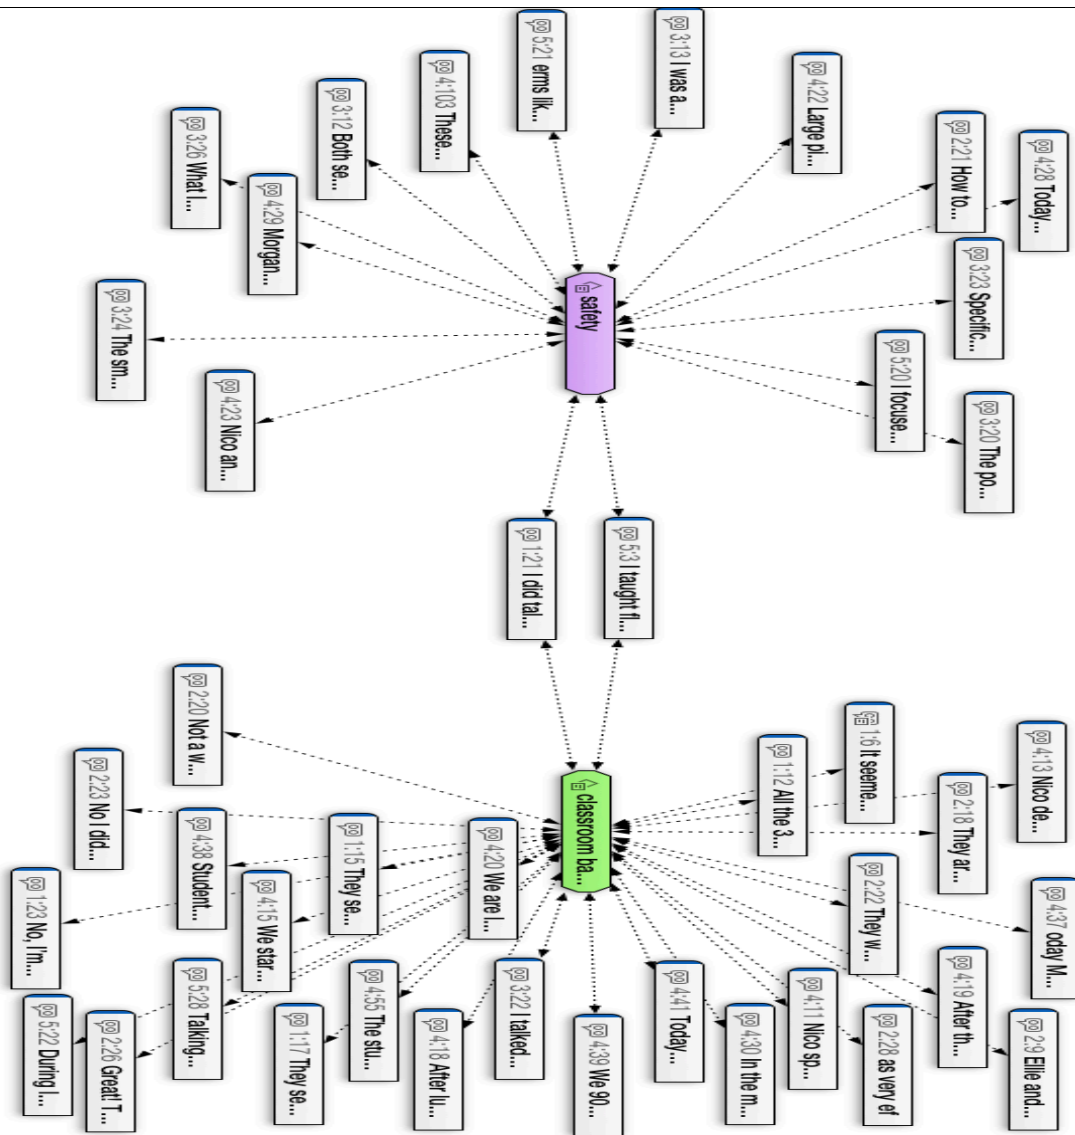 4:28 Today...
4:13 Nico de...
4:37 oday M...
2:9 Ellie and...
2:21 How to...
3:23 Specific...
3:20 The po...
2:18 They ar...
4:19 After th...
5:20 I focuse...
1:6 It seeme...
2:22 They w...
2:28 as very ef
4:22 Large pi...
1:12 All the 3...
4:11 Nico sp...
4:30 In the m...
3:13 I was a...
4:41 Today...
5:3 I taught fl...
safety
classroom ba...
4:39 We 90...
5:21 erms lik...
1:21 I did tal...
4:20 We are l...
3:22 I taked...
4:103 These...
4:18 After lu...
3:12 Both se...
1:15 They se...
4:55 The stu...
1:17 They se...
4:29 Morgan...
4:15 We star...
4:23 Nico an...
3:26 What I...
2:20 Not a w...
4:38 Student...
5:28 Talking...
3:24 The sm...
2:23 No I did...
2:26 Great! T...
1:23 No, I'm...
5:22 During l...